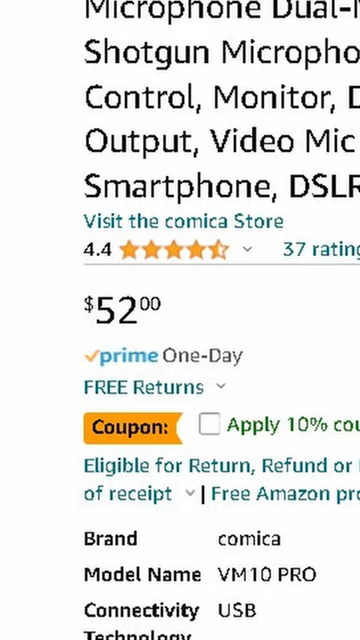 Microphone Dual-
Shotgun Micropho
Control, Monitor, D
Output, Video Mic
Smartphone, DSLR
Visit the comica Store
4.4 37 rating
$5200
prime One-Day
FREE Returns
Coupon: Apply 10% cou
Eligible for Return, Refund or
of receipt | Free Amazon pro
Brand comica
Model Name VM10 PRO
Connectivity USB
Technology